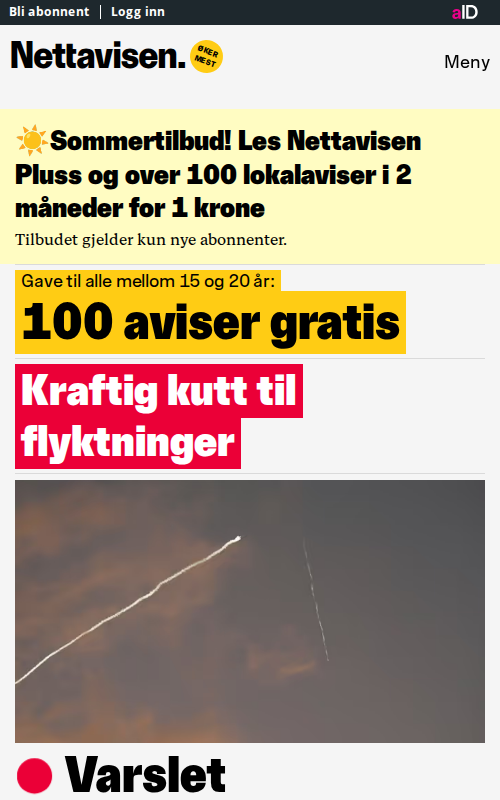 Bli abonnent Logg inn aID
Nettavisen. ØKER MEST
Meny
☀️Sommertilbud! Les Nettavisen
Pluss og over 100 lokalaviser i 2
måneder for 1 krone
Tilbudet gjelder kun nye abonnenter.
Gave til alle mellom 15 og 20 år:
100 aviser gratis
Kraftig kutt til
flyktninger
Varslet